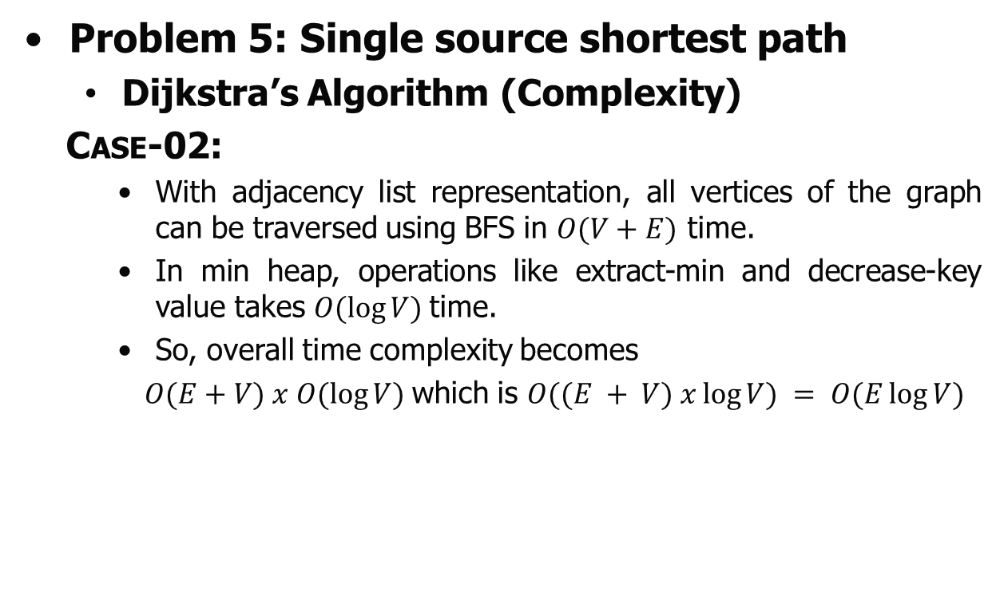 • Problem 5: Single source shortest path
• Dijkstra’s Algorithm (Complexity)
CASE-02:
• With adjacency list representation, all vertices of the graph
can be traversed using BFS in O(V + E) time.
• In min heap, operations like extract-min and decrease-key
value takes O(log V) time.
• So, overall time complexity becomes
O(E + V) x O(log V) which is O((E + V) x log V) = O(E log V)